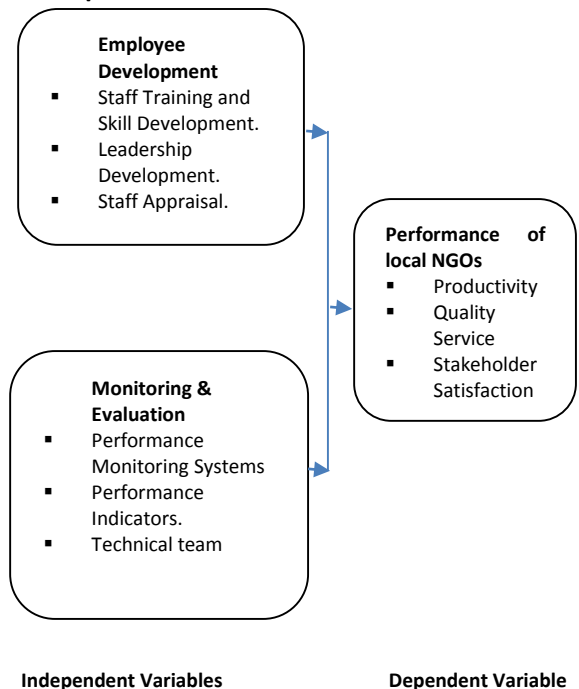 Employee
Development
▪ Staff Training and
Skill Development.
▪ Leadership
Development.
▪ Staff Appraisal.
Performance of
local NGOs
▪ Productivity
▪ Quality
Service
▪ Stakeholder
Satisfaction
Monitoring &
Evaluation
▪ Performance
Monitoring Systems
▪ Performance
Indicators.
▪ Technical team
Independent Variables
Dependent Variable